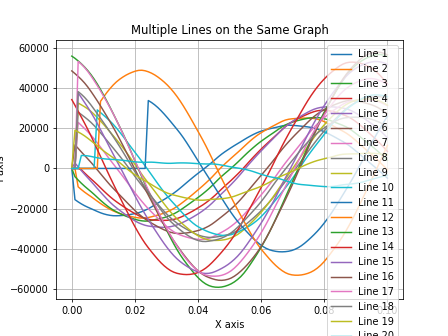 Multiple Lines on the Same Graph
60000
40000
20000
0
−20000
−40000
−60000
0.00
0.02
0.04
0.06
X axis
Line 1
Line 2
Line 3
Line 4
Line 5
Line 6
Line 7
Line 8
Line 9
Line 10
Line 11
Line 12
Line 13
Line 14
Line 15
Line 16
Line 17
Line 18
Line 19
Line 20